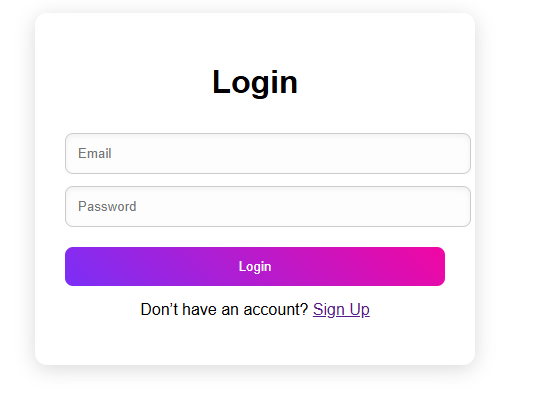 Login
Email
Password
Login
Don’t have an account? Sign Up